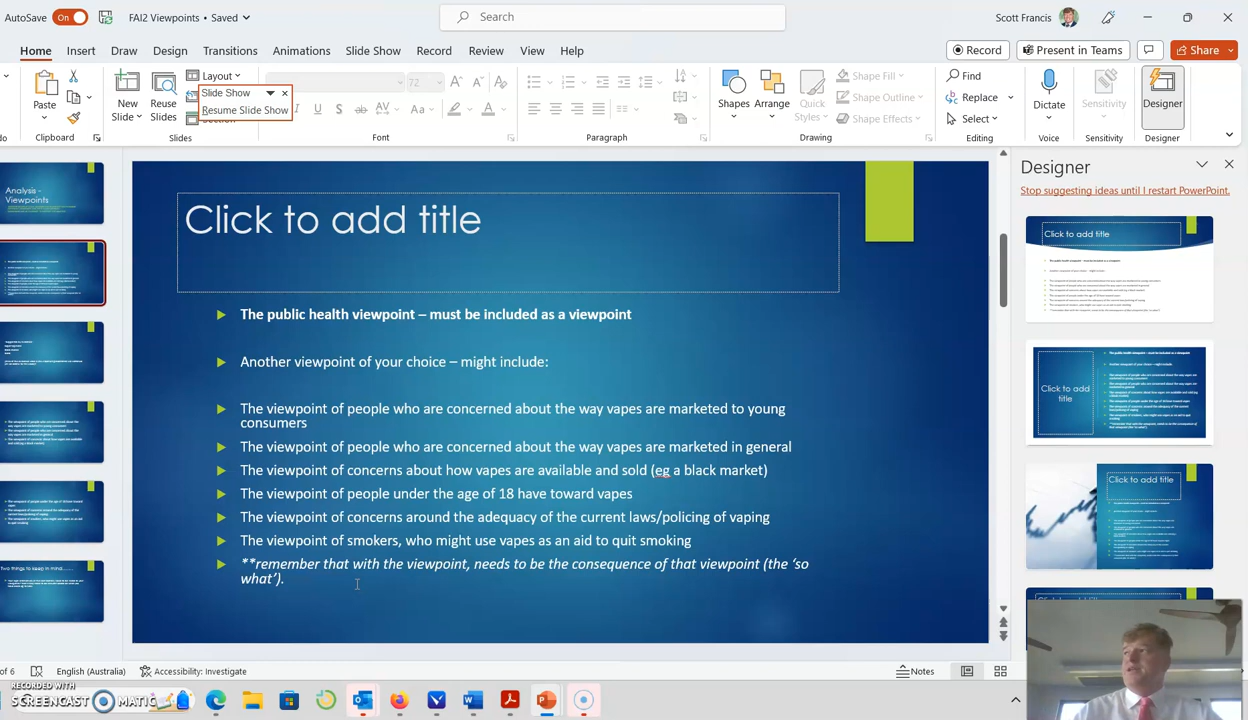 AutoSave On FAI2 Viewpoints • Saved
Search
Scott Francis
Home Insert Draw Design Transitions Animations Slide Show Record Review View Help
Record Present in Teams Share
Paste
Clipboard
New Slide
Reuse Slides
Layout
Slides
Slide Show
Resume Slide Show
72
Font
Paragraph
Shapes
Arrange
Quick Styles
Shape Fill
Shape Outline
Shape Effects
Drawing
Find
Replace
Select
Editing
Dictate
Voice
Sensitivity
Sensitivity
Designer
Designer
Analysis -
Viewpoints
Two things to keep in mind......
Click to add title
The public health viewpoint – must be included as a viewpoint
Another viewpoint of your choice – might include:
The viewpoint of people who are concerned about the way vapes are marketed to young
consumers
The viewpoint of people who are concerned about the way vapes are marketed in general
The viewpoint of concerns about how vapes are available and sold (eg a black market)
The viewpoint of people under the age of 18 have toward vapes
The viewpoint of concerns around the adequacy of the current laws/policing of vaping
The viewpoint of smokers, who might use vapes as an aid to quit smoking
**remember that with the viewpoint, needs to be the consequence of that viewpoint (the ‘so
what’).
Designer
Stop suggesting ideas until I restart PowerPoint.
Click to add title
Click to add
title
Click to add title
of 6 English (Australia) Accessibility: Investigate
Notes
RECORDED WITH
SCREENCAST MATIC